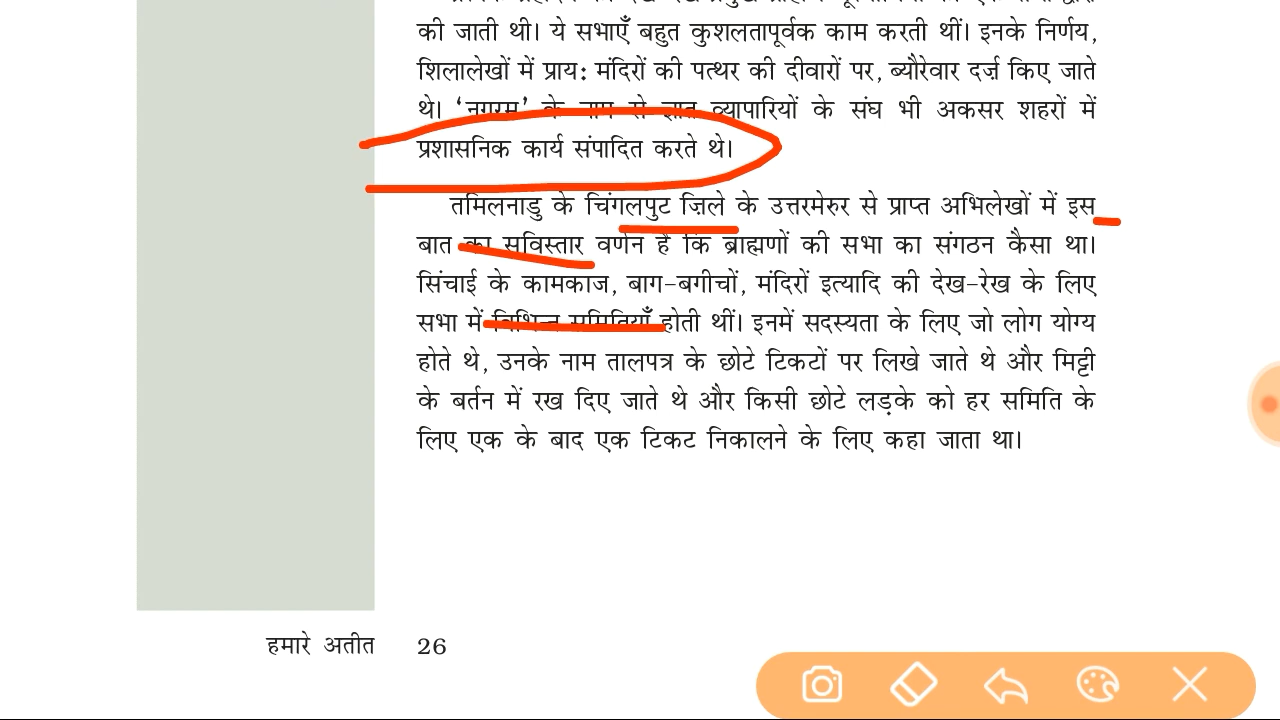 की जाती थी। ये सभाएँ बहुत कुशलतापूर्वक काम करती थीं। इनके निर्णय,
शिलालेखों में प्राय: मंदिरों की पत्थर की दीवारों पर, ब्यौरेवार दर्ज़ किए जाते
थे। ‘नगरम’ के नाम से ज्ञात व्यापारियों के संघ भी अकसर शहरों में
प्रशासनिक कार्य संपादित करते थे।
तमिलनाडु के चिंगलपुट ज़िले के उत्तरमेरुर से प्राप्त अभिलेखों में इस
बात का सविस्तार वर्णन है कि ब्राह्मणों की सभा का संगठन कैसा था।
सिंचाई के कामकाज, बाग-बगीचों, मंदिरों इत्यादि की देख-रेख के लिए
सभा में विभिन्न समितियाँ होती थीं। इनमें सदस्यता के लिए जो लोग योग्य
होते थे, उनके नाम तालपत्र के छोटे टिकटों पर लिखे जाते थे और मिट्टी
के बर्तन में रख दिए जाते थे और किसी छोटे लड़के को हर समिति के
लिए एक के बाद एक टिकट निकालने के लिए कहा जाता था।
हमारे अतीत 26